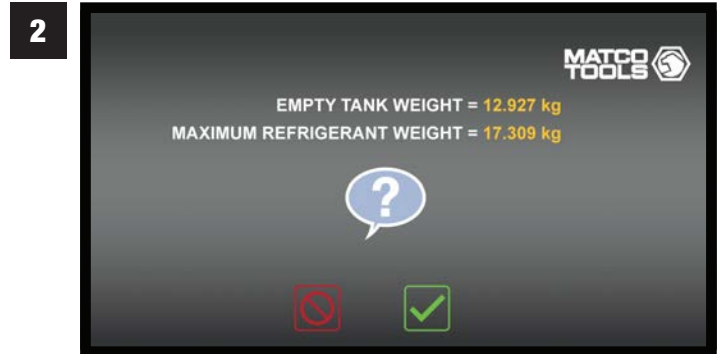 2
MATCO
TOOLS
EMPTY TANK WEIGHT = 12.927 kg
MAXIMUM REFRIGERANT WEIGHT = 17.309 kg
?